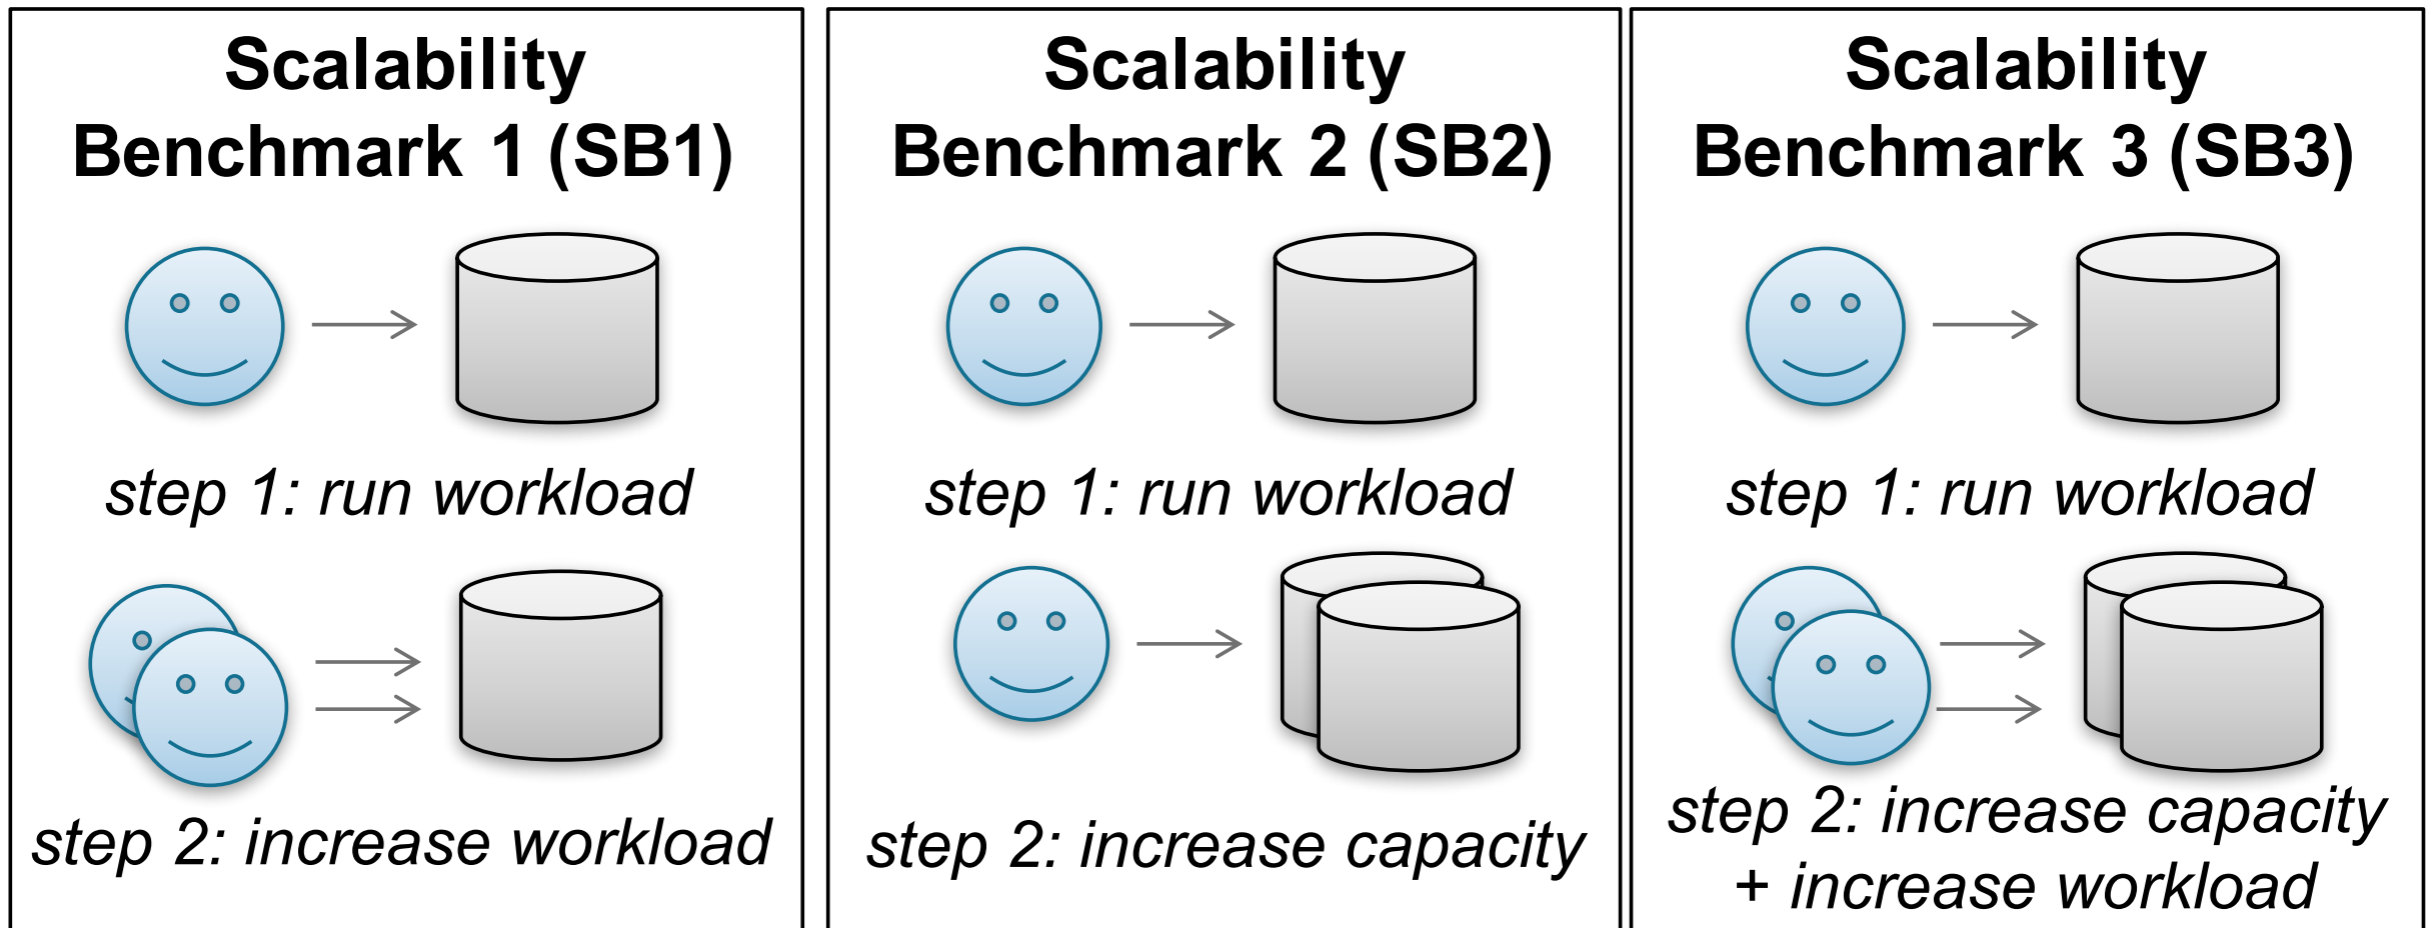 Scalability
Benchmark 1 (SB1)
step 1: run workload
step 2: increase workload
Scalability
Benchmark 2 (SB2)
step 1: run workload
step 2: increase capacity
Scalability
Benchmark 3 (SB3)
step 1: run workload
step 2: increase capacity
+ increase workload